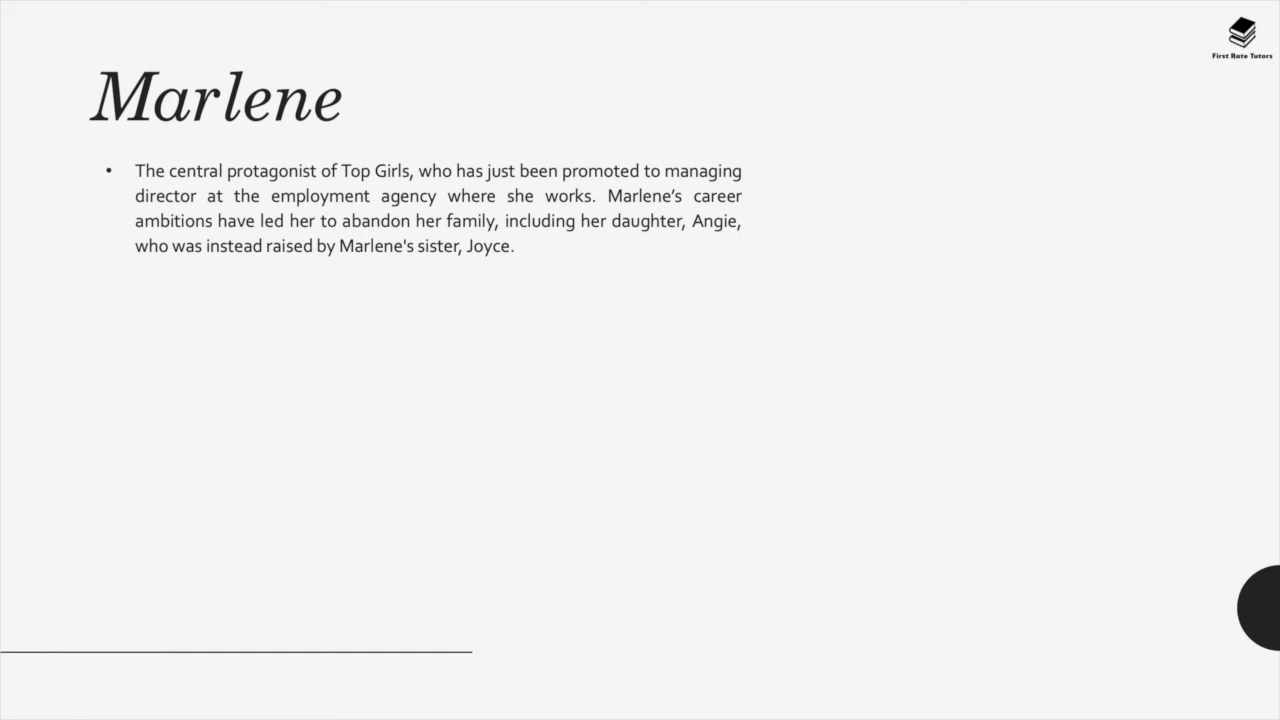 First Rate Tutors
Marlene
• The central protagonist of Top Girls, who has just been promoted to managing
director at the employment agency where she works. Marlene’s career
ambitions have led her to abandon her family, including her daughter, Angie,
who was instead raised by Marlene's sister, Joyce.